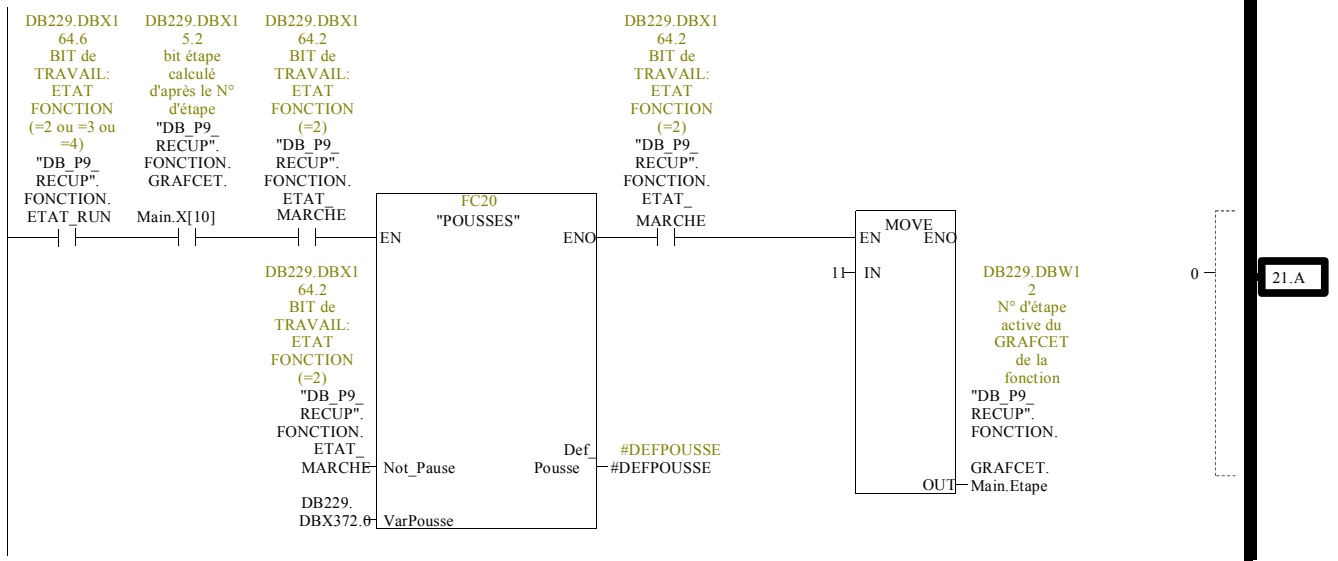 DB229.DBX1
64.6
BIT de
TRAVAIL:
ETAT
FONCTION
(=2 ou =3 ou
=4)
"DB_P9_
RECUP".
FONCTION.
ETAT_RUN
DB229.DBX1
5.2
bit étape
calculé
d'après le N°
d'étape
"DB_P9_
RECUP".
FONCTION.
GRAFCET.
Main.X[10]
DB229.DBX1
64.2
BIT de
TRAVAIL:
ETAT
FONCTION
(=2)
"DB_P9_
RECUP".
FONCTION.
ETAT_
MARCHE
FC20
"POUSSES"
EN
ENO
DB229.DBX1
64.2
BIT de
TRAVAIL:
ETAT
FONCTION
(=2)
"DB_P9_
RECUP".
FONCTION.
ETAT_
MARCHE
Not_Pause
DB229.
DBX372.0
VarPousse
Def_
Pousse
#DEFPOUSSE
#DEFPOUSSE
DB229.DBX1
64.2
BIT de
TRAVAIL:
ETAT
FONCTION
(=2)
"DB_P9_
RECUP".
FONCTION.
ETAT_
MARCHE
MOVE
EN
ENO
11
IN
OUT
DB229.DBW1
2
N° d'étape
active du
GRAFCET
de la
fonction
"DB_P9_
RECUP".
FONCTION.
GRAFCET.
Main.Etape
0
21.A